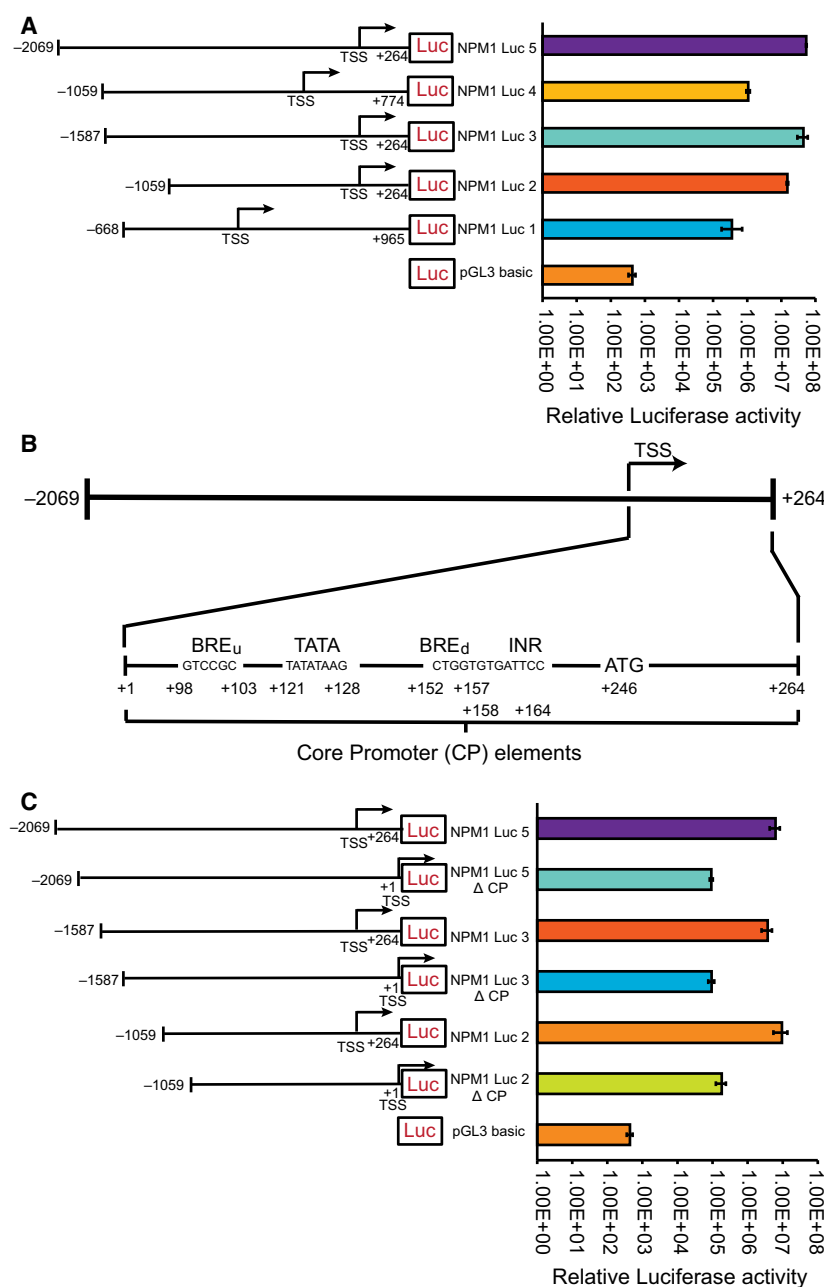 A
–2069
TSS
+264
Luc
NPM1 Luc 5
–1059
TSS
+774
Luc
NPM1 Luc 4
–1587
TSS
+264
Luc
NPM1 Luc 3
–1059
TSS
+264
Luc
NPM1 Luc 2
–668
TSS
+965
Luc
NPM1 Luc 1
Luc
pGL3 basic
1.00E+00
1.00E+01
1.00E+02
1.00E+03
1.00E+04
1.00E+05
1.00E+06
1.00E+07
1.00E+08
Relative Luciferase activity
B
TSS
–2069
+264
BREu
TATA
BREd
INR
GTCCGC
TATATAAG
CTGGTGTGATTCC
ATG
+1
+98
+103
+121
+128
+152
+157
+246
+264
+158
+164
Core Promoter (CP) elements
C
–2069
TSS
+264
Luc
NPM1 Luc 5
–2069
+1
TSS
Luc
NPM1 Luc 5
Δ CP
–1587
TSS
+264
Luc
NPM1 Luc 3
–1587
+1
TSS
Luc
NPM1 Luc 3
Δ CP
–1059
TSS
+264
Luc
NPM1 Luc 2
–1059
+1
TSS
Luc
NPM1 Luc 2
Δ CP
Luc
pGL3 basic
1.00E+00
1.00E+01
1.00E+02
1.00E+03
1.00E+04
1.00E+05
1.00E+06
1.00E+07
1.00E+08
Relative Luciferase activity